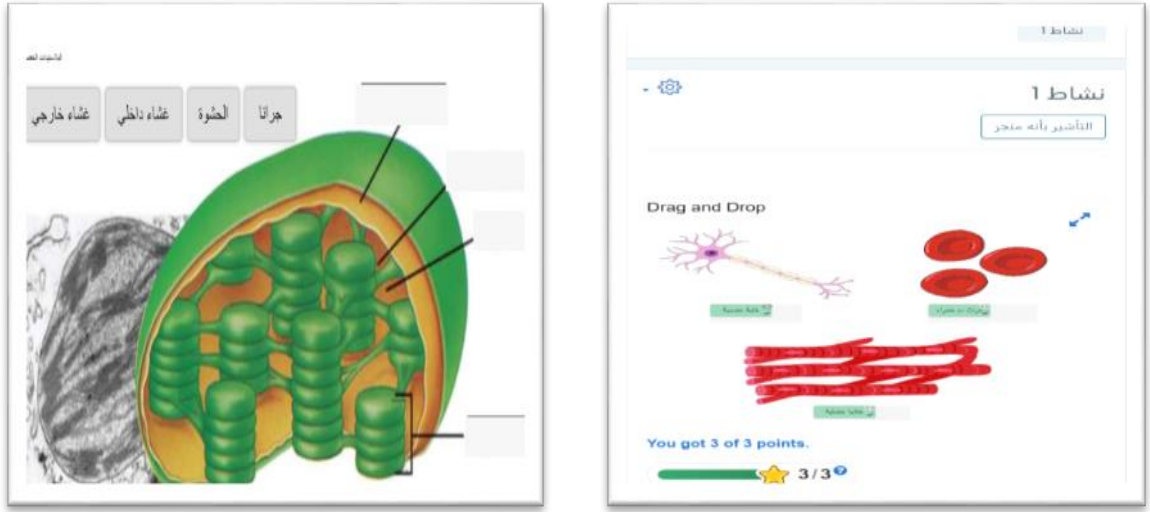 جرانا
الحشوة
غشاء داخلي
غشاء خارجي
نشاط 1
نشاط 1
التأشير بأنه منجز
Drag and Drop
You got 3 of 3 points.
3/3